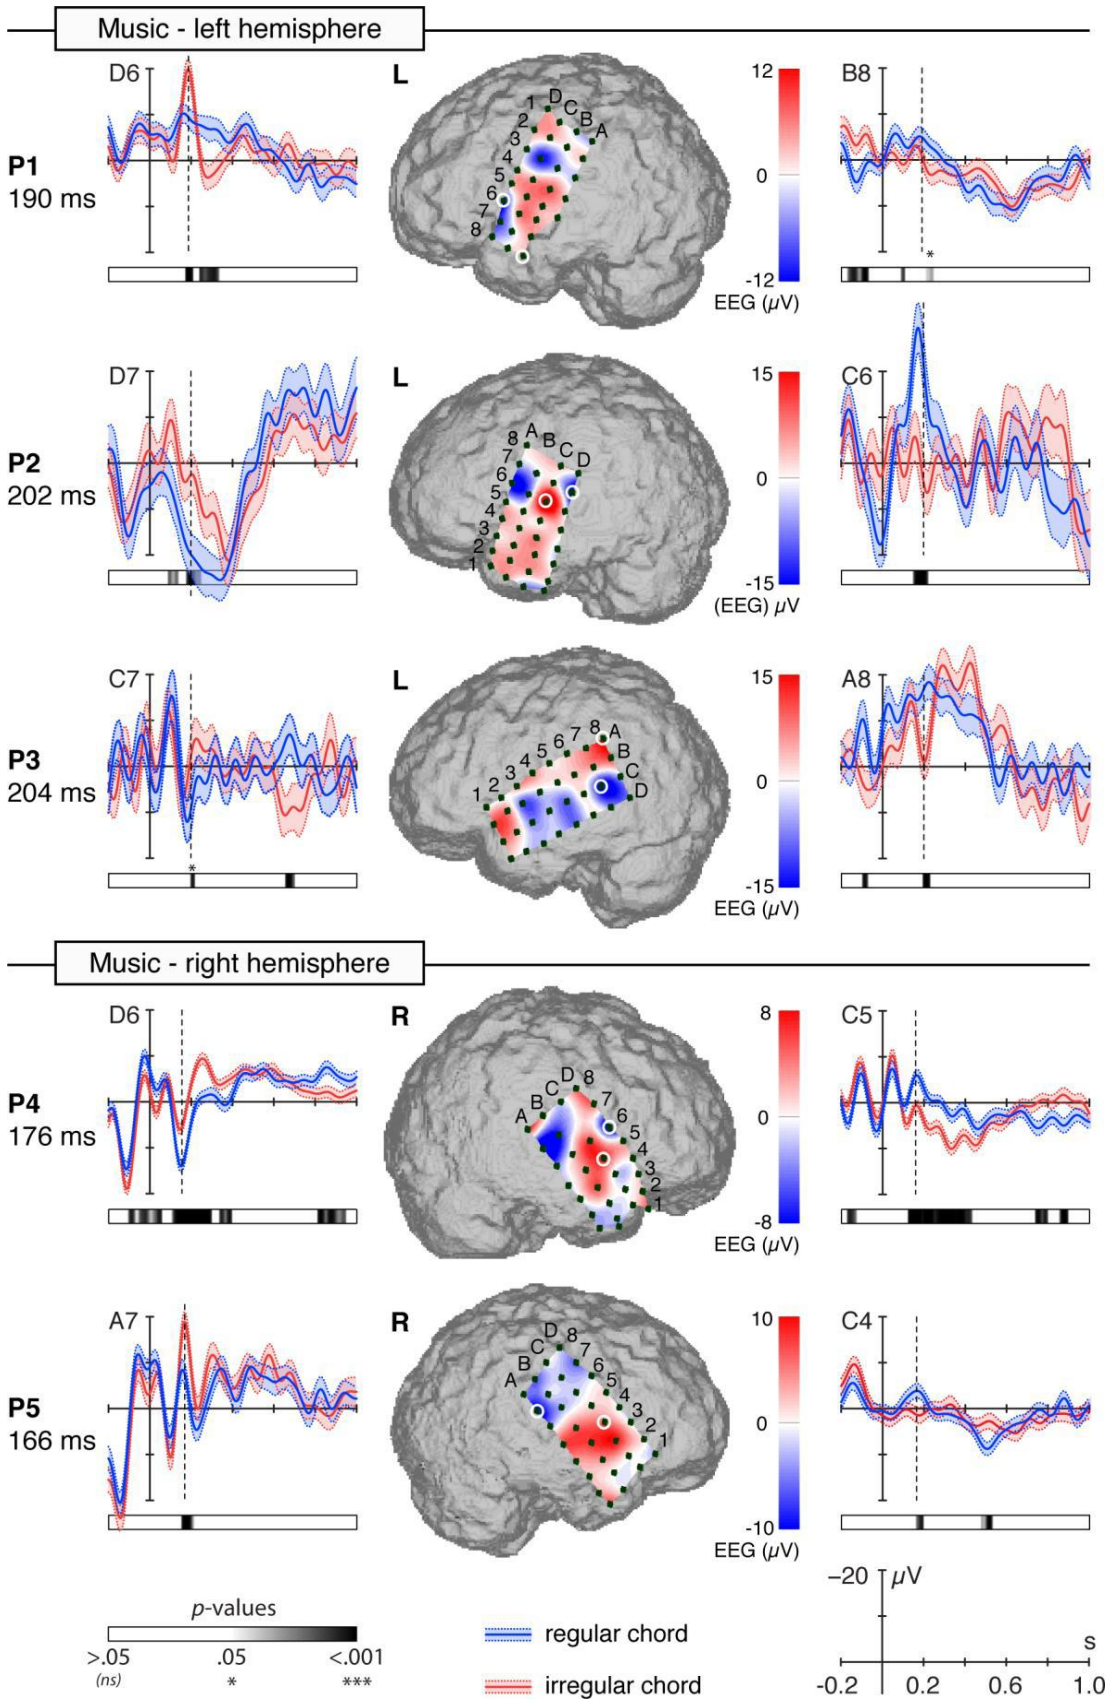 Music - left hemisphere
D6
L
1 D C B A
2
3
4
5
6
7
8
12
0
-12
EEG (µV)
B8
*
P1
190 ms
D7
L
8 A B C D
7
6
5
4
3
2
1
15
0
-15
(EEG) µV
C6
P2
202 ms
C7
*
L
1 2 3 4 5 6 7 8 A
B
C
D
15
0
-15
EEG (µV)
A8
P3
204 ms
Music - right hemisphere
D6
R
A B C D 8
7
6
5
4
3
2
1
8
0
-8
EEG (µV)
C5
P4
176 ms
A7
R
A B C D 8
7
6
5
4
3
2
1
10
0
-10
EEG (µV)
C4
P5
166 ms
p-values
>.05 .05 <.001
(ns) * ***
regular chord
irregular chord
−20 µV
s
-0.2 0.2 0.6 1.0